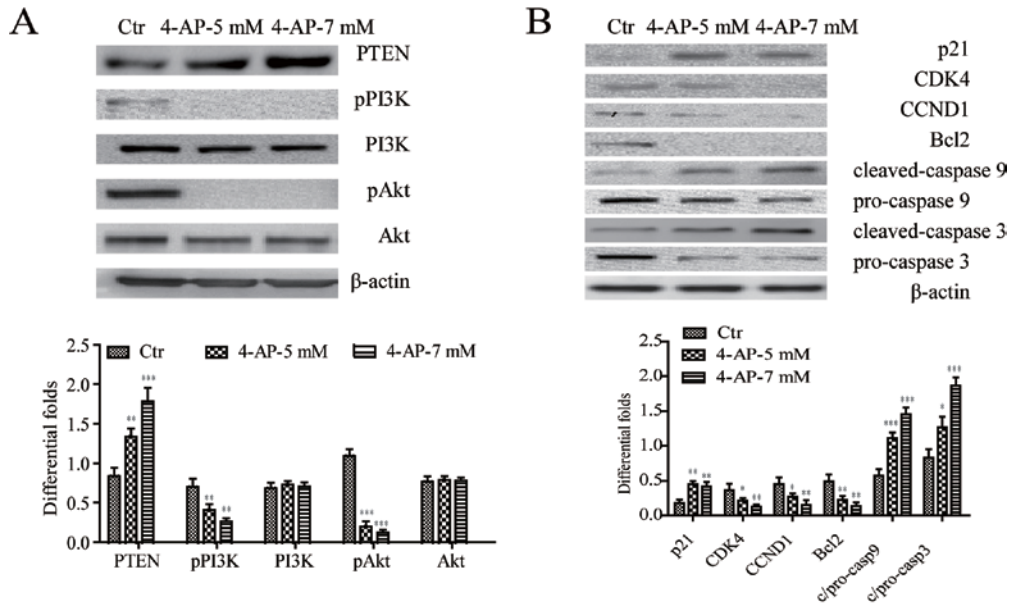 A
Ctr 4-AP-5 mM 4-AP-7 mM
PTEN
pPI3K
PI3K
pAkt
Akt
β-actin
Differential folds
2.5
2.0
1.5
1.0
0.5
0.0
Ctr 4-AP-5 mM 4-AP-7 mM
** ***
** **
*** ***
PTEN pPI3K PI3K pAkt Akt
B
Ctr 4-AP-5 mM 4-AP-7 mM
p21
CDK4
CCND1
Bcl2
cleaved-caspase 9
pro-caspase 9
cleaved-caspase 3
pro-caspase 3
β-actin
Differential folds
2.5
2.0
1.5
1.0
0.5
0.0
Ctr
4-AP-5 mM
4-AP-7 mM
** **
* **
* **
** **
*** ***
* ***
p21 CDK4 CCND1 Bcl2 c/pro-casp9 c/pro-casp3